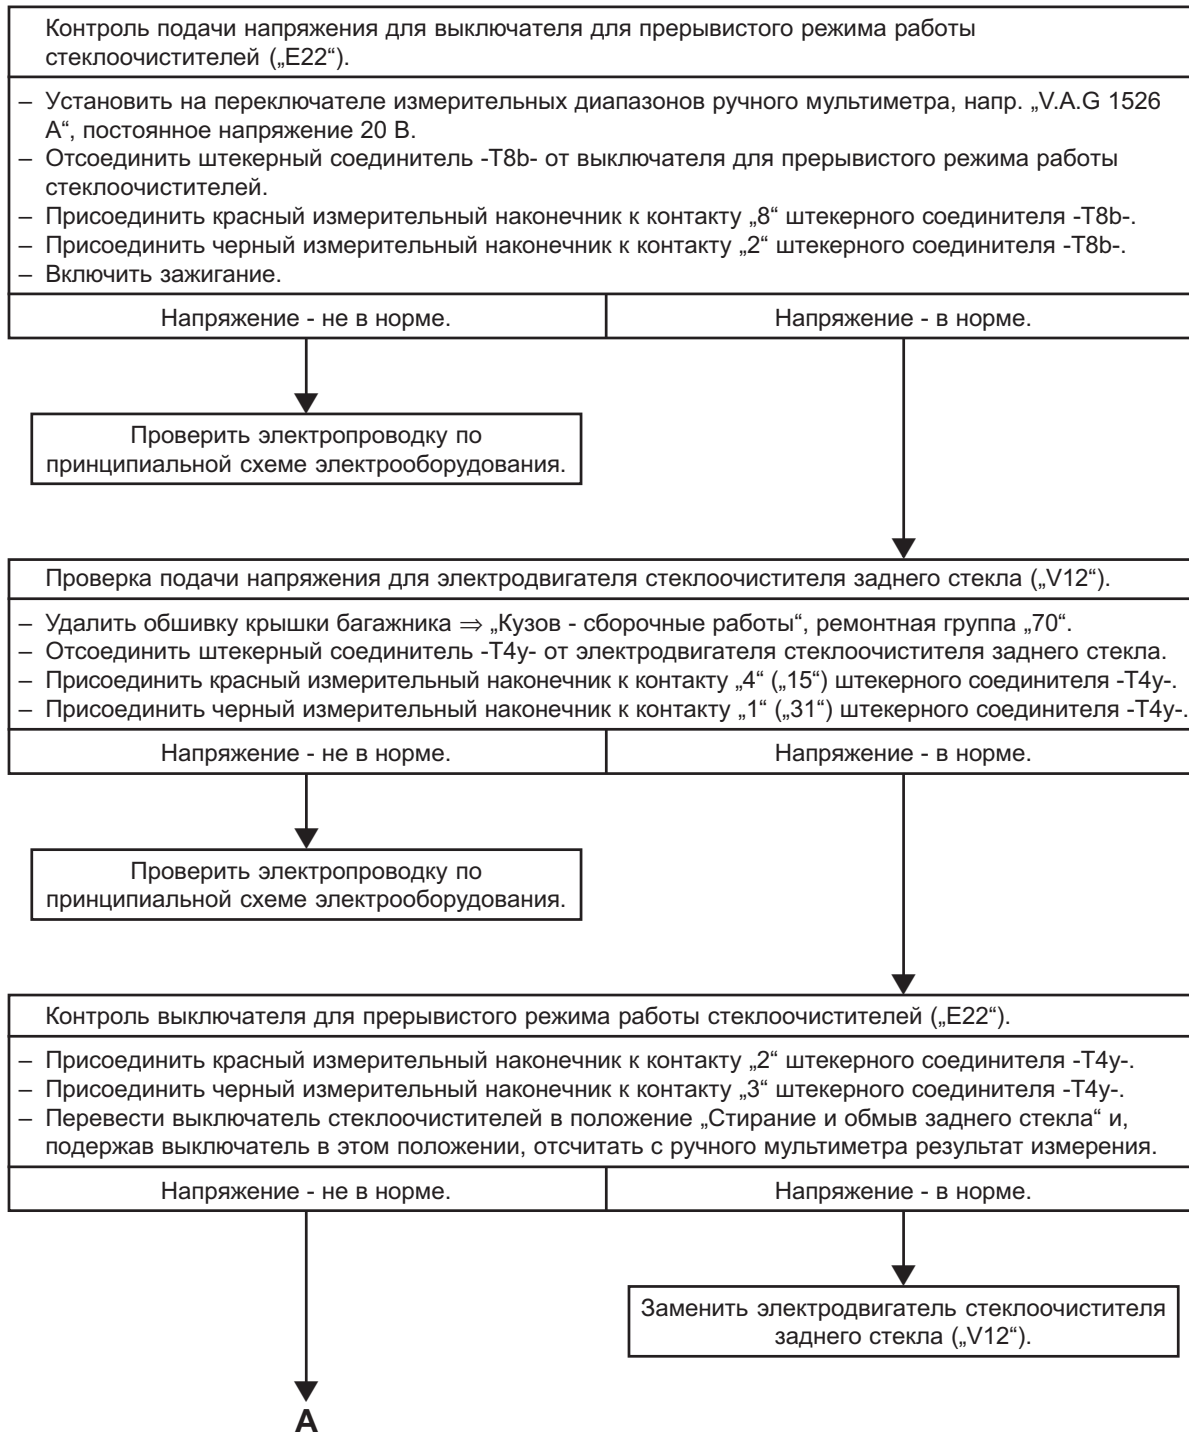 Контроль подачи напряжения для выключателя для прерывистого режима работы
стеклоочистителей („E22“).
– Установить на переключателе измерительных диапазонов ручного мультиметра, напр. „V.A.G 1526
A“, постоянное напряжение 20 В.
– Отсоединить штекерный соединитель -T8b- от выключателя для прерывистого режима работы
стеклоочистителей.
– Присоединить красный измерительный наконечник к контакту „8“ штекерного соединителя -T8b-.
– Присоединить черный измерительный наконечник к контакту „2“ штекерного соединителя -T8b-.
– Включить зажигание.
Напряжение - не в норме.
Напряжение - в норме.
Проверить электропроводку по
принципиальной схеме электрооборудования.
Проверка подачи напряжения для электродвигателя стеклоочистителя заднего стекла („V12“).
– Удалить обшивку крышки багажника ⇒ „Кузов - сборочные работы“, ремонтная группа „70“.
– Отсоединить штекерный соединитель -T4y- от электродвигателя стеклоочистителя заднего стекла.
– Присоединить красный измерительный наконечник к контакту „4“ („15“) штекерного соединителя -T4y-.
– Присоединить черный измерительный наконечник к контакту „1“ („31“) штекерного соединителя -T4y-.
Напряжение - не в норме.
Напряжение - в норме.
Проверить электропроводку по
принципиальной схеме электрооборудования.
Контроль выключателя для прерывистого режима работы стеклоочистителей („E22“).
– Присоединить красный измерительный наконечник к контакту „2“ штекерного соединителя -T4y-.
– Присоединить черный измерительный наконечник к контакту „3“ штекерного соединителя -T4y-.
– Перевести выключатель стеклоочистителей в положение „Стирание и обмыв заднего стекла“ и,
подержав выключатель в этом положении, отсчитать с ручного мультиметра результат измерения.
Напряжение - не в норме.
Напряжение - в норме.
Заменить электродвигатель стеклоочистителя
заднего стекла („V12“).
A